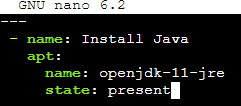 GNU nano 6.2
---
- name: Install Java
apt:
name: openjdk-11-jre
state: present